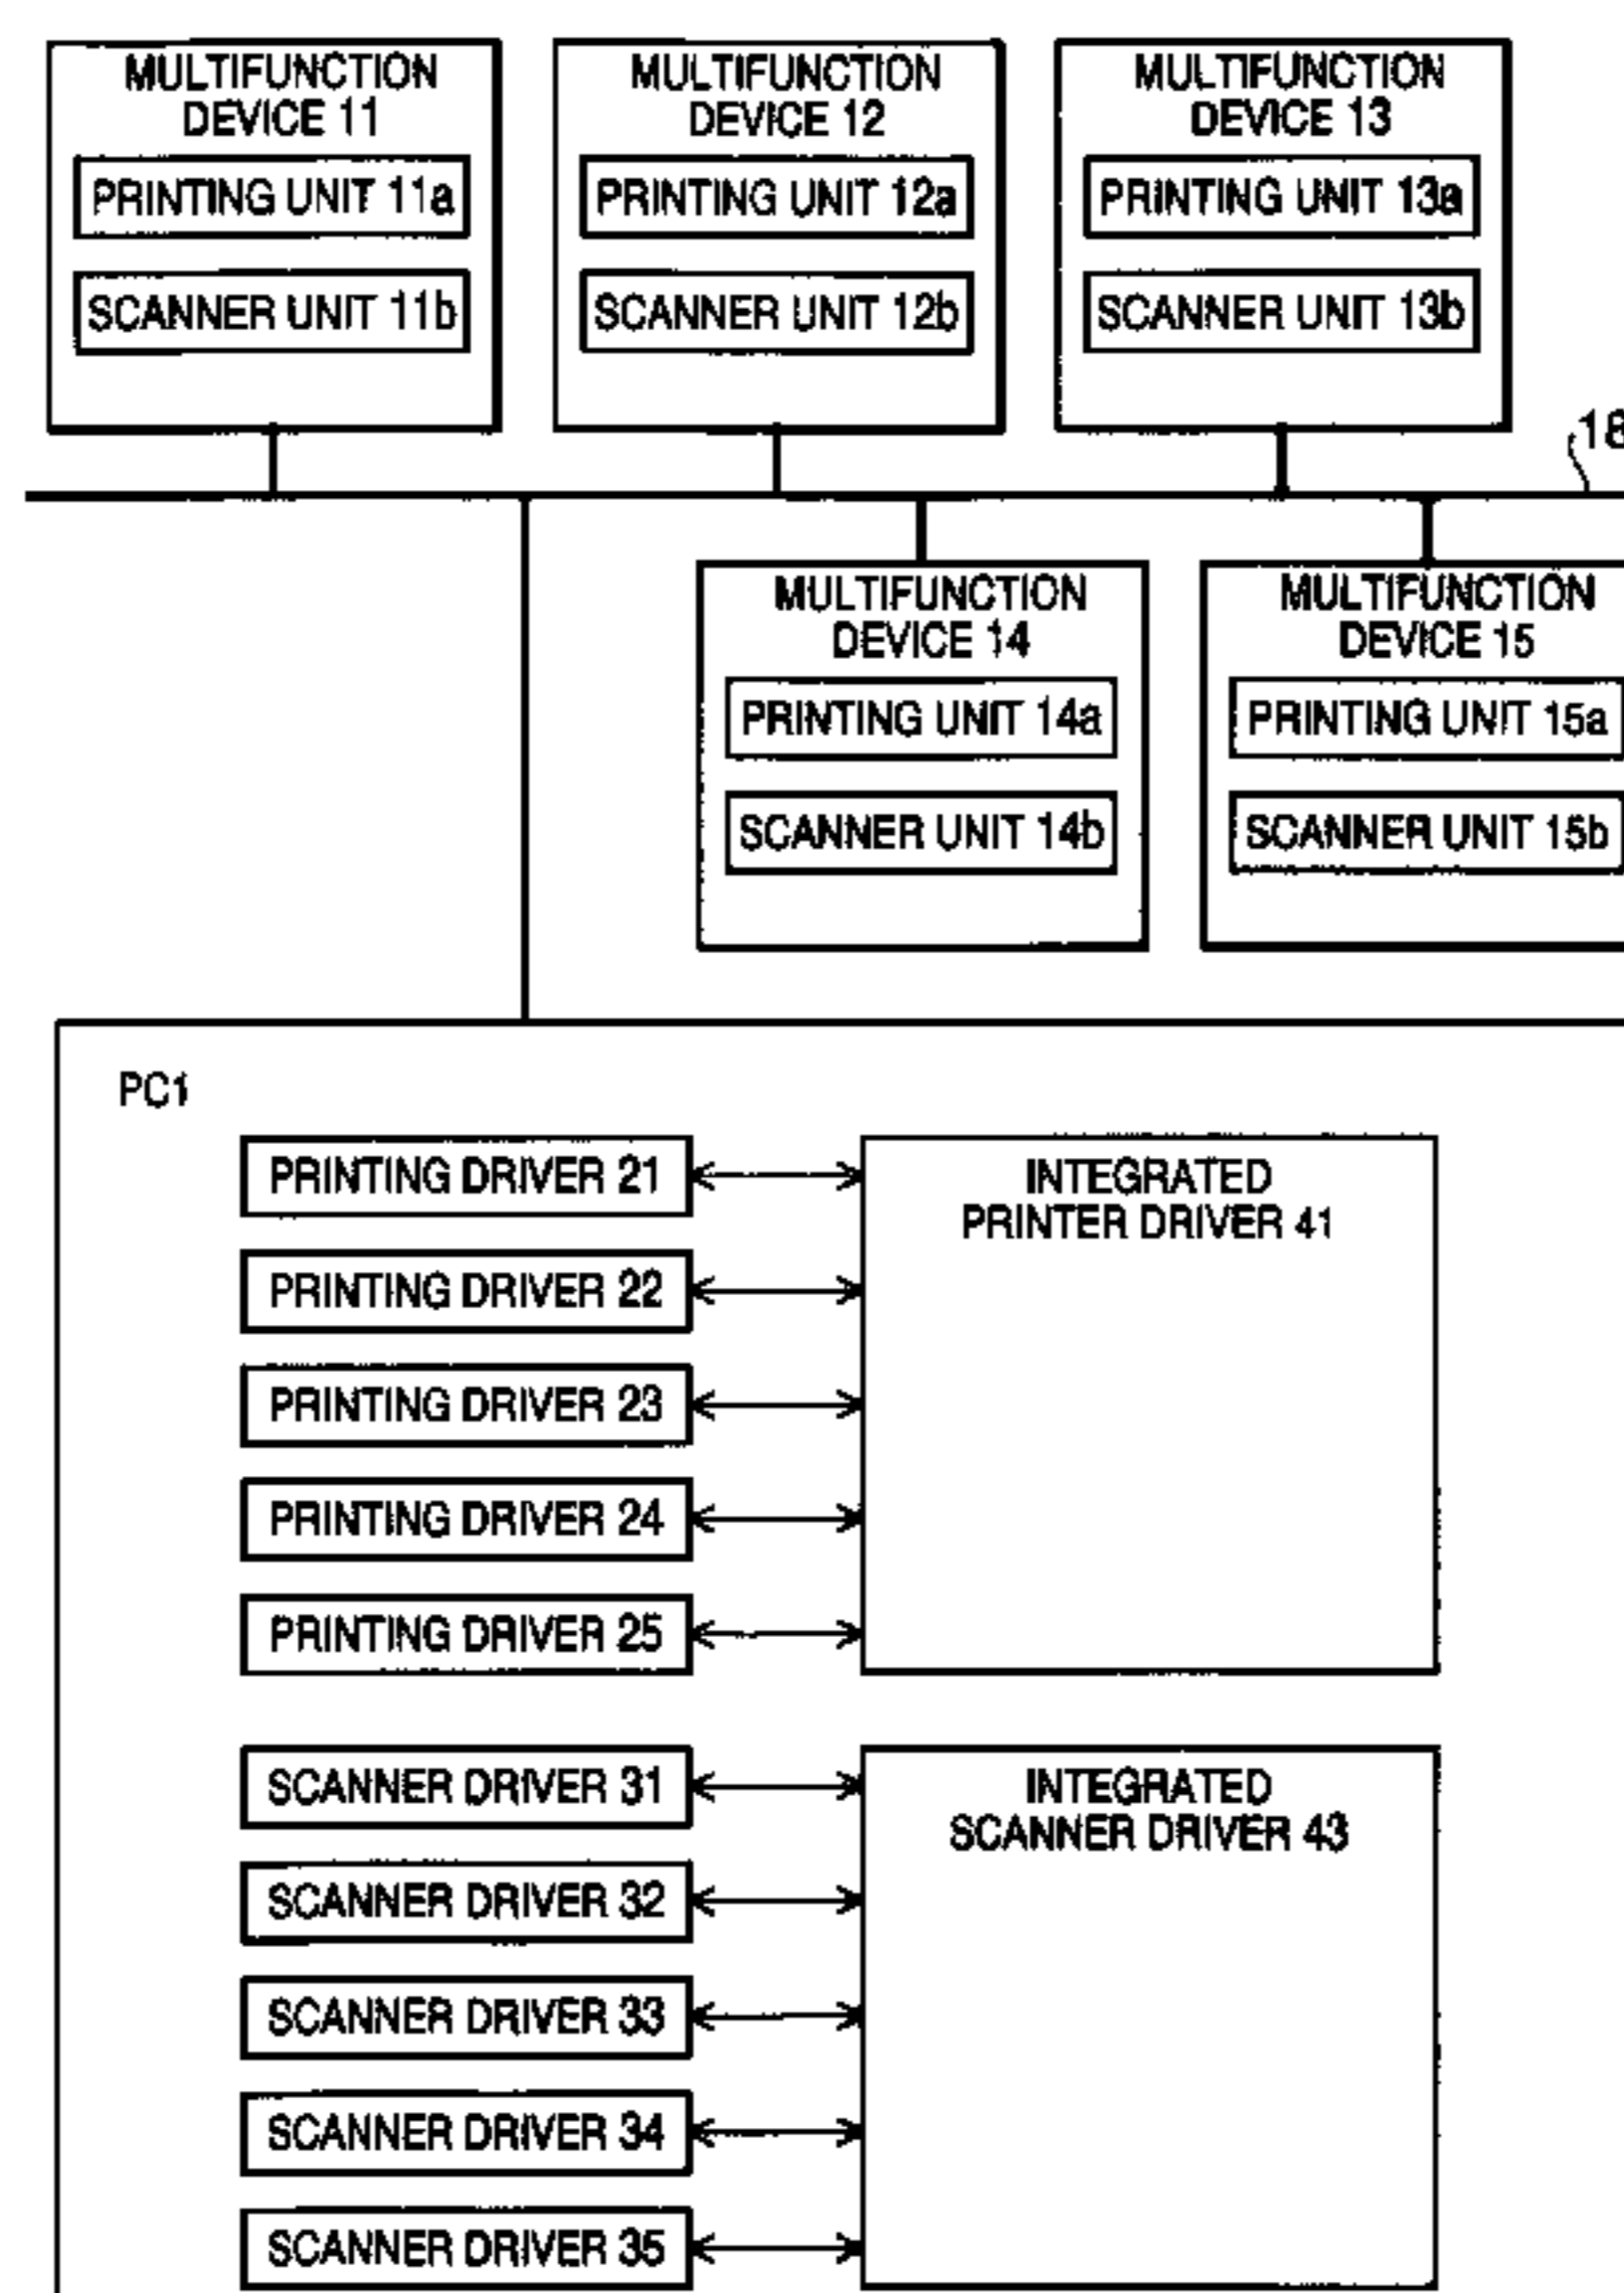 MULTIFUNCTION
DEVICE 11
PRINTING UNIT 11a
SCANNER UNIT 11b
MULTIFUNCTION
DEVICE 12
PRINTING UNIT 12a
SCANNER UNIT 12b
MULTIFUNCTION
DEVICE 13
PRINTING UNIT 13a
SCANNER UNIT 13b
MULTIFUNCTION
DEVICE 14
PRINTING UNIT 14a
SCANNER UNIT 14b
MULTIFUNCTION
DEVICE 15
PRINTING UNIT 15a
SCANNER UNIT 15b
PC1
PRINTING DRIVER 21
PRINTING DRIVER 22
PRINTING DRIVER 23
PRINTING DRIVER 24
PRINTING DRIVER 25
INTEGRATED
PRINTER DRIVER 41
SCANNER DRIVER 31
SCANNER DRIVER 32
SCANNER DRIVER 33
SCANNER DRIVER 34
SCANNER DRIVER 35
INTEGRATED
SCANNER DRIVER 43